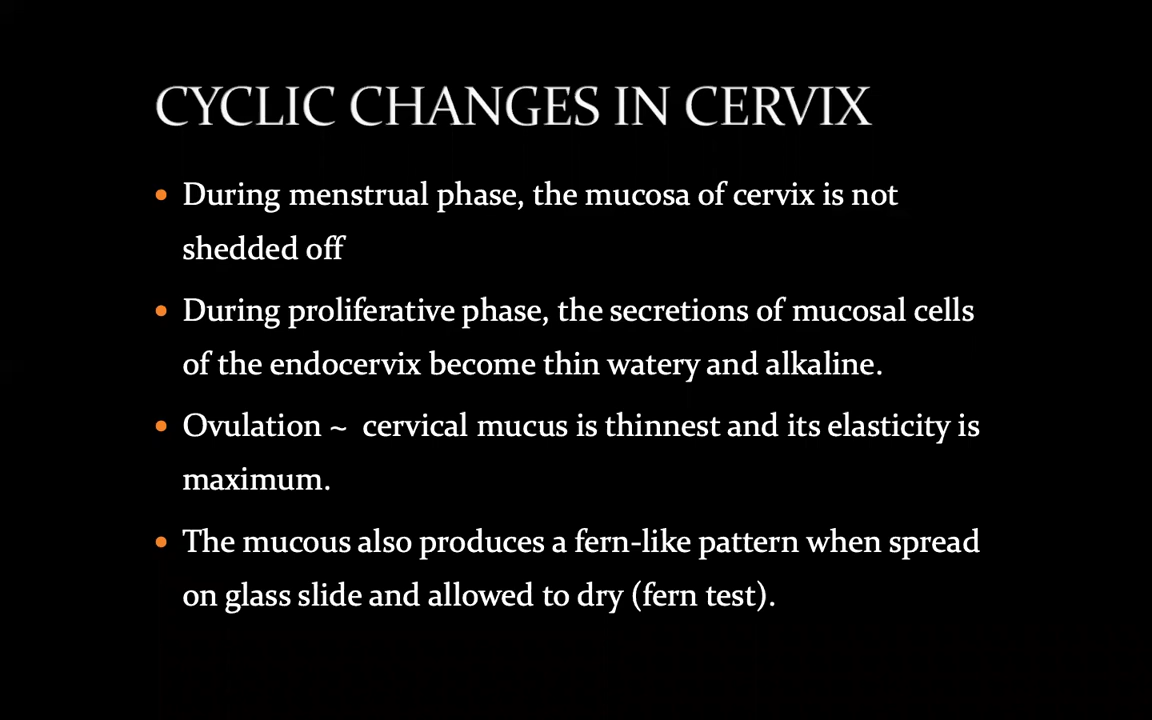 CYCLIC CHANGES IN CERVIX
• During menstrual phase, the mucosa of cervix is not
shedded off
• During proliferative phase, the secretions of mucosal cells
of the endocervix become thin watery and alkaline.
• Ovulation ~ cervical mucus is thinnest and its elasticity is
maximum.
• The mucous also produces a fern-like pattern when spread
on glass slide and allowed to dry (fern test).